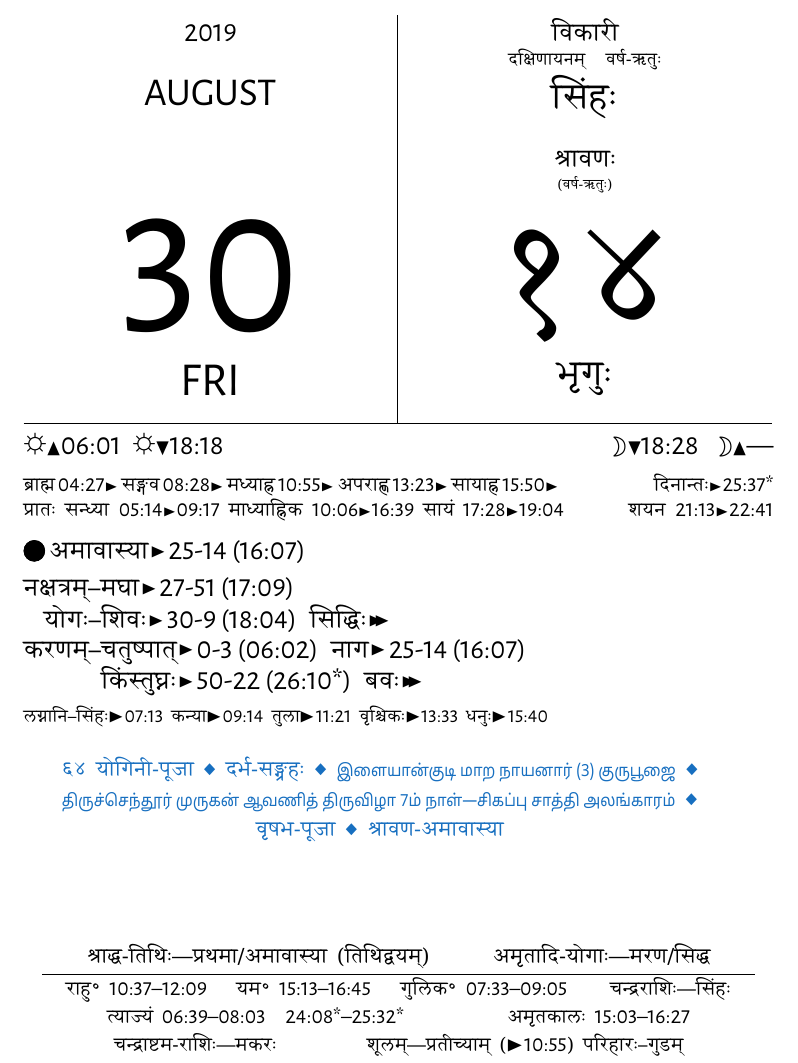 2019
AUGUST
30
FRI
विकारी
दक्षिणायनम् वर्ष-ऋतुः
सिंहः
श्रावणः
(वर्ष-ऋतुः)
१४
भृगुः
☼▲06:01 ☼▼18:18 ☽▼18:28 ☽▲—
ब्राह्म 04:27► सङ्गव 08:28► मध्याह्न 10:55► अपराह्ण 13:23► सायाह्न 15:50► दिनान्तः►25:37*
प्रातः सन्ध्या 05:14►09:17 माध्याह्निक 10:06►16:39 सायं 17:28►19:04 शयन 21:13►22:41
●अमावास्या►25-14 (16:07)
नक्षत्रम्–मघा►27-51 (17:09)
योगः–शिवः►30-9 (18:04) सिद्धिः►►
करणम्–चतुष्पात्►0-3 (06:02) नाग►25-14 (16:07)
किंस्तुघ्नः►50-22 (26:10*) बवः►►
लग्नानि–सिंहः►07:13 कन्या►09:14 तुला►11:21 वृश्चिकः►13:33 धनुः►15:40
६४ योगिनी-पूजा ◆ दर्भ-सङ्ग्रहः ◆ இளையான்குடி மாற நாயனார் (3) குருபூஜை ◆
திருச்செந்தூர் முருகன் ஆவணித் திருவிழா 7ம் நாள்—சிகப்பு சாத்தி அலங்காரம் ◆
वृषभ-पूजा ◆ श्रावण-अमावास्या
श्राद्ध-तिथिः—प्रथमा/अमावास्या (तिथिद्वयम्) अमृतादि-योगाः—मरण/सिद्ध
राहु॰ 10:37–12:09 यम॰ 15:13–16:45 गुलिक॰ 07:33–09:05 चन्द्रराशिः—सिंहः
त्याज्यं 06:39–08:03 24:08*–25:32* अमृतकालः 15:03–16:27
चन्द्राष्टम-राशिः—मकरः शूलम्—प्रतीच्याम् (►10:55) परिहारः–गुडम्